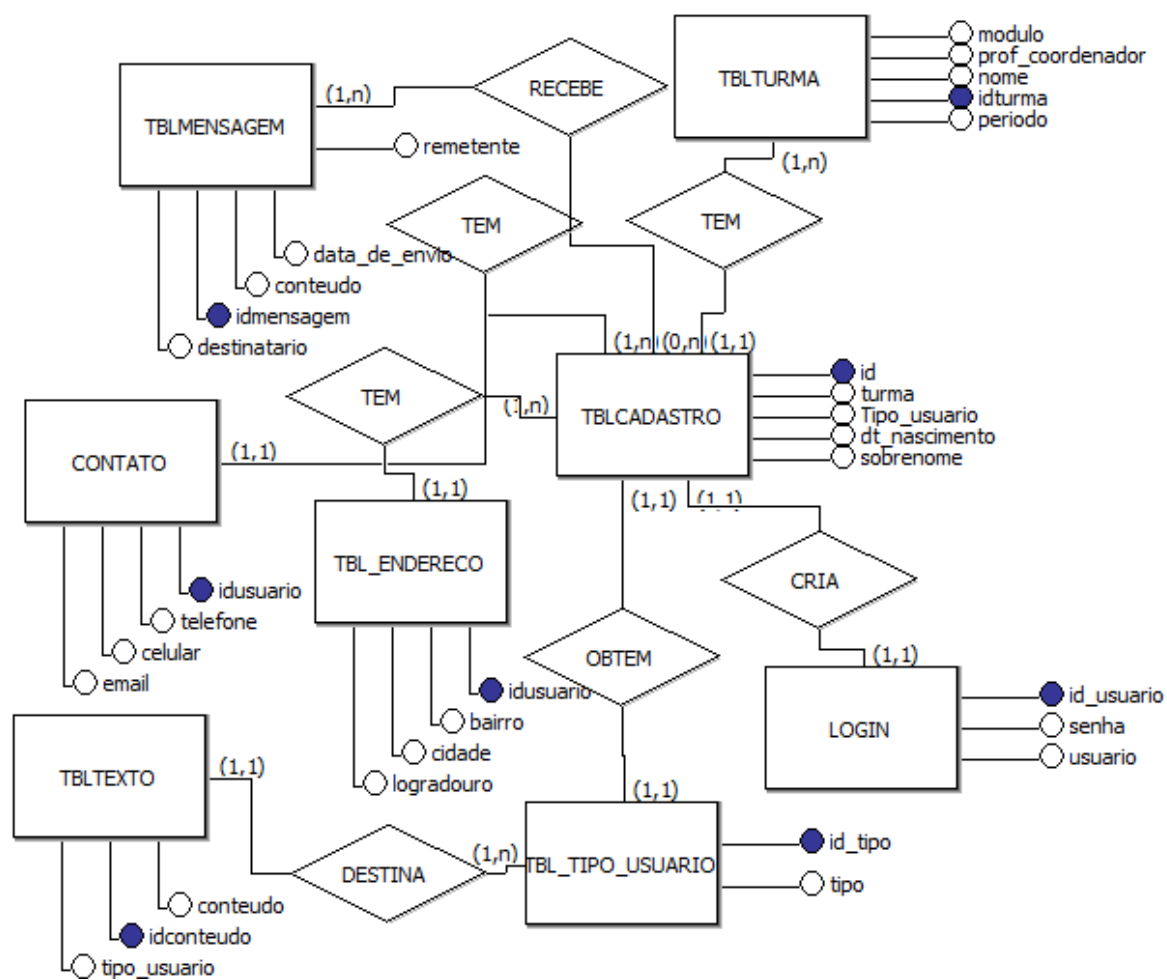 modulo
prof_coordenador
nome
idturma
periodo
TBLTURMA
(1,n)
RECEBE
(1,n)
TBLMENSAGEM
remetente
data_de_envio
conteudo
idmensagem
destinatario
TEM
TEM
(1,n)
(0,n)
(1,1)
TEM
(1,n)
TBLCADASTRO
id
turma
Tipo_usuario
dt_nascimento
sobrenome
CONTATO
(1,1)
(1,1)
(1,1)
(1,1)
TBL_ENDERECO
idusuario
telefone
celular
email
CRIA
OBTEM
(1,1)
idusuario
bairro
cidade
logradouro
LOGIN
id_usuario
senha
usuario
TBLTEXTO
(1,1)
(1,1)
DESTINA
(1,n)
TBL_TIPO_USUARIO
id_tipo
tipo
conteudo
idconteudo
tipo_usuario